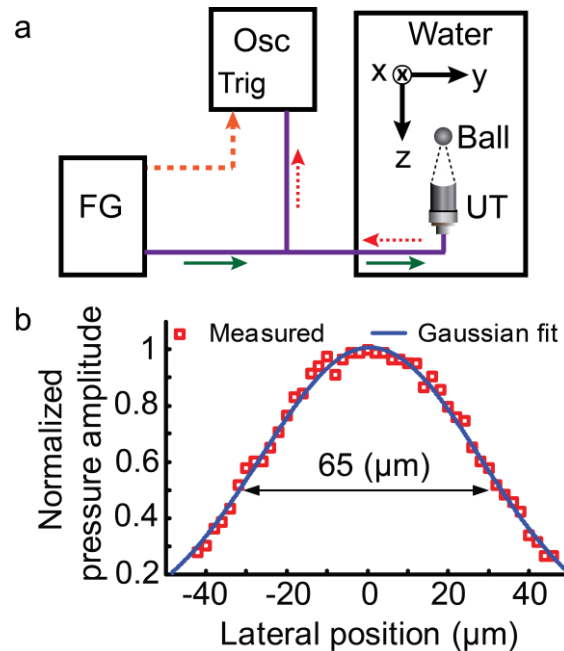 a
Osc
Trig
FG
Water
x
x
y
z
Ball
UT
b
Measured
Gaussian fit
Normalized
pressure amplitude
1
0.8
0.6
0.4
0.2
65 (μm)
-40 -20 0 20 40
Lateral position (μm)